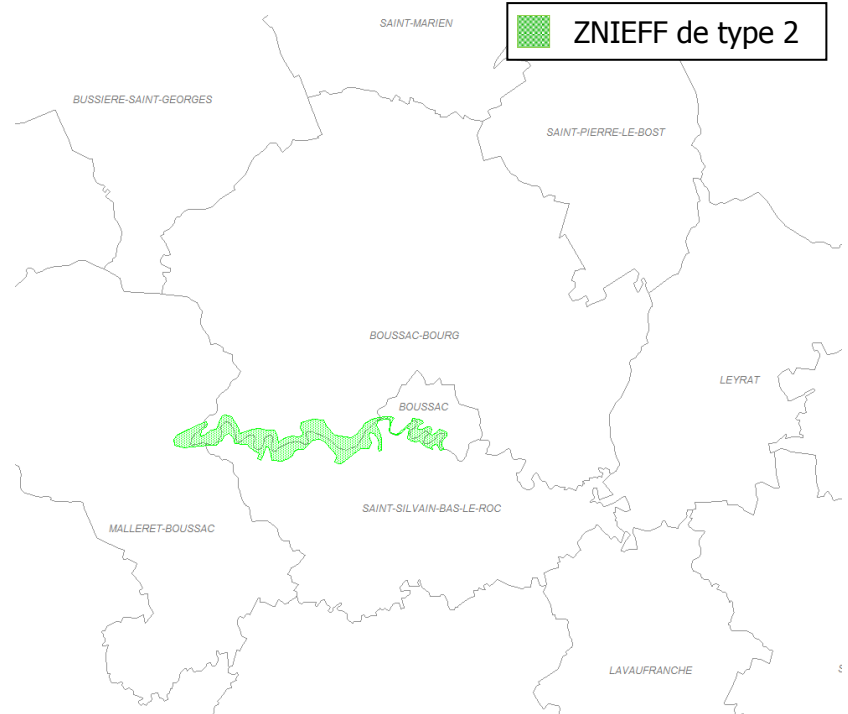 SAINT-MARIEN
ZNIEFF de type 2
BUSSIERE-SAINT-GEORGES
SAINT-PIERRE-LE-BOST
BOUSSAC-BOURG
LEYRAT
BOUSSAC
SAINT-SILVAIN-BAS-LE-ROC
MALLERET-BOUSSAC
LAVAUFRANCHE
S